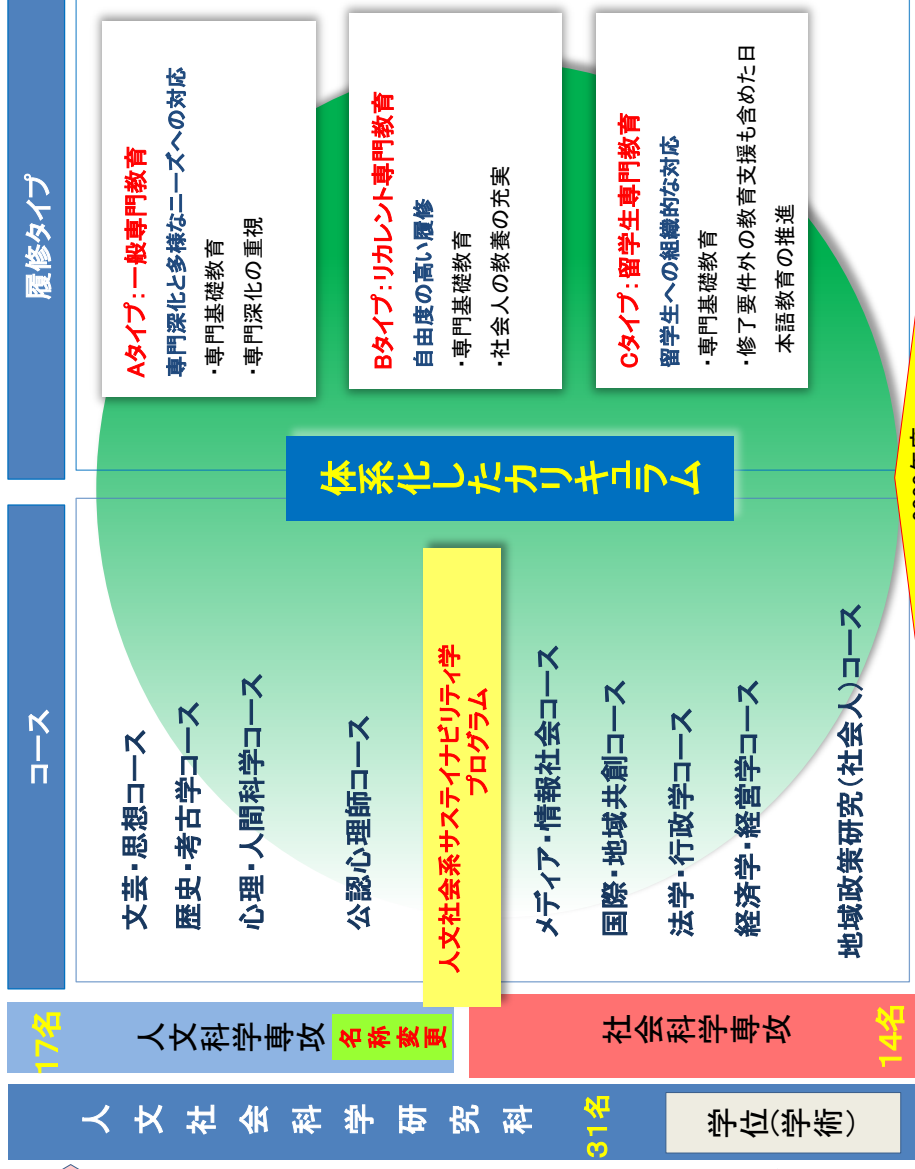 人文社会科学研究科
31名
学位(学術)
17名
人文科学専攻
名称
変更
社会科学専攻
14名
コース
文芸・思想コース
歴史・考古学コース
心理・人間科学コース
公認心理師コース
人文社会系サステイナビリティ学
プログラム
メディア・情報社会コース
国際・地域共創コース
法学・行政学コース
経済学・経営学コース
地域政策研究(社会人)コース
体系化したカリキュラム
履修タイプ
Aタイプ:一般専門教育
専門深化と多様なニーズへの対応
・専門基礎教育
・専門深化の重視
Bタイプ:リカレント専門教育
自由度の高い履修
・専門基礎教育
・社会人の教養の充実
Cタイプ:留学生専門教育
留学生への組織的な対応
・専門基礎教育
・修了要件外の教育支援も含めた日
本語教育の推進